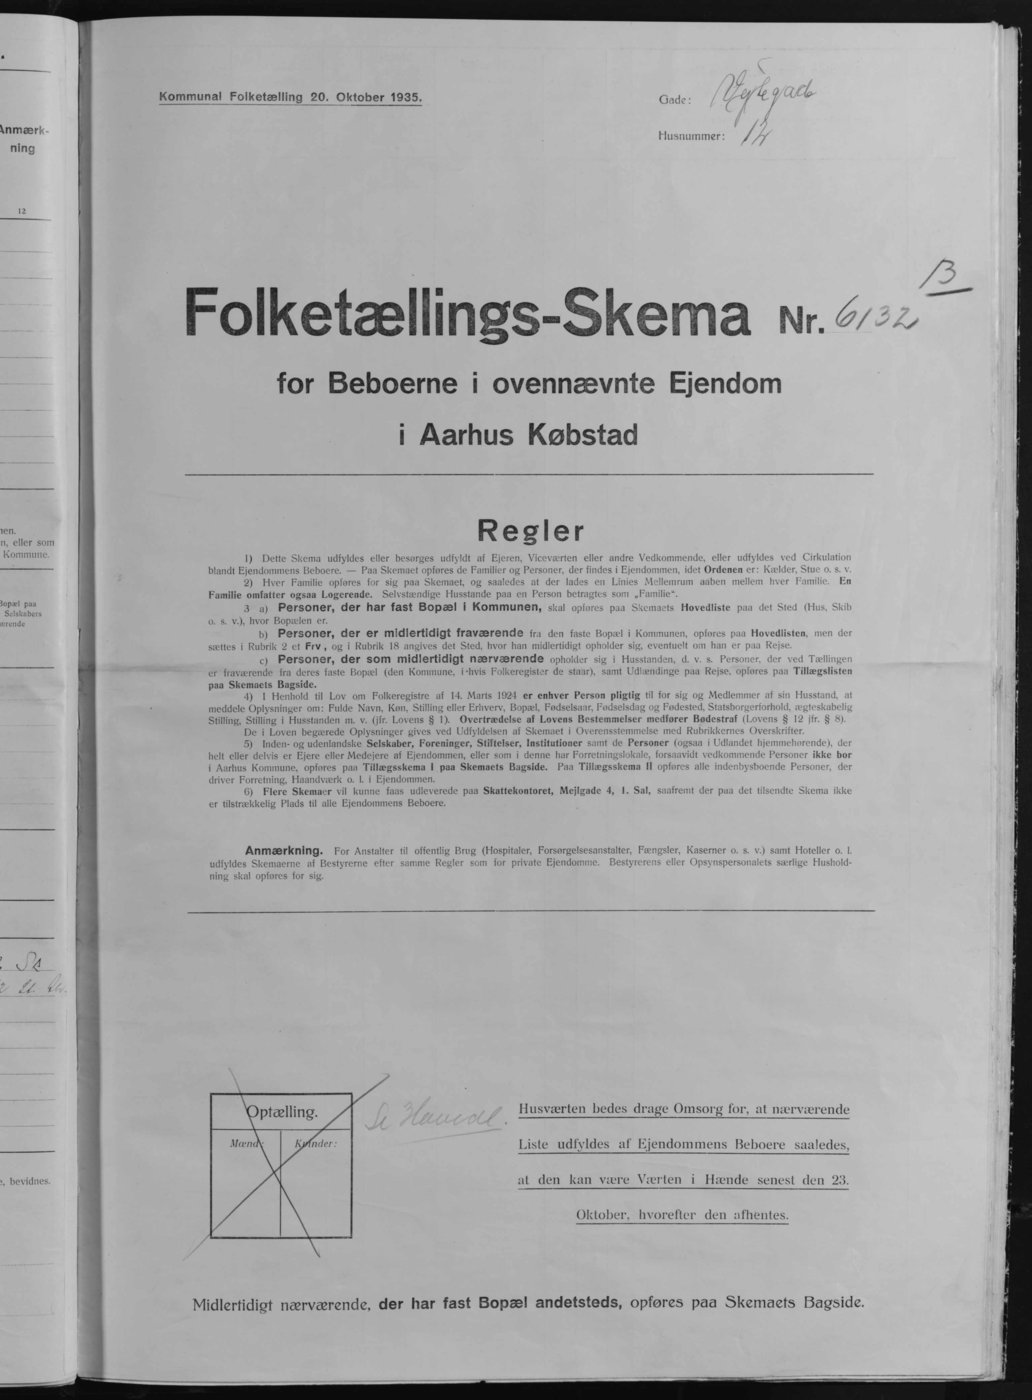 Anmærk-
ning
12
n, eller som
Kommune.
Bopæl paa
Selskabers
, bevidnes.
Kommunal Folketælling 20. Oktober 1935.
Gade: Vejlegade
Husnummer: 12
B
Folketællings-Skema Nr. 6132
for Beboerne i ovennævnte Ejendom
i Aarhus Købstad
Regler
1) Dette Skema udfyldes eller besørges udfyldt af Ejeren, Viceværten eller andre Vedkommende, eller udfyldes ved Cirkulation
blandt Ejendommens Beboere. — Paa Skemaet opføres de Familier og Personer, der findes i Ejendommen, idet Ordenen er: Kælder, Stue o. s. v.
2) Hver Familie opføres for sig paa Skemaet, og saaledes at der lades en Linies Mellemrum aaben mellem hver Familie. En
Familie omfatter ogsaa Logerende. Selvstændige Husstande paa en Person betragtes som „Familie“.
3 a) Personer, der har fast Bopæl i Kommunen, skal opføres paa Skemaets Hovedliste paa det Sted (Hus, Skib
o. s. v.), hvor Bopælen er.
b) Personer, der er midlertidigt fraværende fra den faste Bopæl i Kommunen, opføres paa Hovedlisten, men der
sættes i Rubrik 2 et Frv, og i Rubrik 18 angives det Sted, hvor han midlertidigt opholder sig, eventuelt om han er paa Rejse.
c) Personer, der som midlertidigt nærværende opholder sig i Husstanden, d. v. s. Personer, der ved Tællingen
er fraværende fra deres faste Bopæl (den Kommune, i hvis Folkeregister de staar), samt Udlændinge paa Rejse, opføres paa Tillægslisten
paa Skemaets Bagside.
4) I Henhold til Lov om Folkeregistre af 14. Marts 1924 er enhver Person pligtig til for sig og Medlemmer af sin Husstand, at
meddele Oplysninger om: Fulde Navn, Køn, Stilling eller Erhverv, Bopæl, Fødselsaar, Fødselsdag og Fødested, Statsborgerforhold, ægteskabelig
Stilling, Stilling i Husstanden m. v. (jfr. Lovens § 1). Overtrædelse af Lovens Bestemmelser medfører Bødestraf (Lovens § 12 jfr. § 8).
De i Loven begærede Oplysninger gives ved Udfyldelsen af Skemaet i Overensstemmelse med Rubrikkernes Overskrifter.
5) Inden- og udenlandske Selskaber, Foreninger, Stiftelser, Institutioner samt de Personer (ogsaa i Udlandet hjemmehørende), der
helt eller delvis er Ejere eller Medejere af Ejendommen, eller som i denne har Forretningslokale, forsaavidt vedkommende Personer ikke bor
i Aarhus Kommune, opføres paa Tillægsskema I paa Skemaets Bagside. Paa Tillægsskema II opføres alle indenbysboende Personer, der
driver Forretning, Haandværk o. l. i Ejendommen.
6) Flere Skemaer vil kunne faas udleverede paa Skattekontoret, Mejlgade 4, 1. Sal, saafremt der paa det tilsendte Skema ikke
er tilstrækkelig Plads til alle Ejendommens Beboere.
Anmærkning. For Anstalter til offentlig Brug (Hospitaler, Forsørgelsesanstalter, Fængsler, Kaserner o. s. v.) samt Hoteller o. l.
udfyldes Skemaerne af Bestyrerne efter samme Regler som for private Ejendomme. Bestyrerens eller Opsynspersonalets særlige Hushold-
ning skal opføres for sig.
Optælling.
Mænd: Kvinder:
Se
Husværten bedes drage Omsorg for, at nærværende
Liste udfyldes af Ejendommens Beboere saaledes,
at den kan være Værten i Hænde senest den 23.
Oktober, hvorefter den afhentes.
Midlertidigt nærværende, der har fast Bopæl andetsteds, opføres paa Skemaets Bagside.